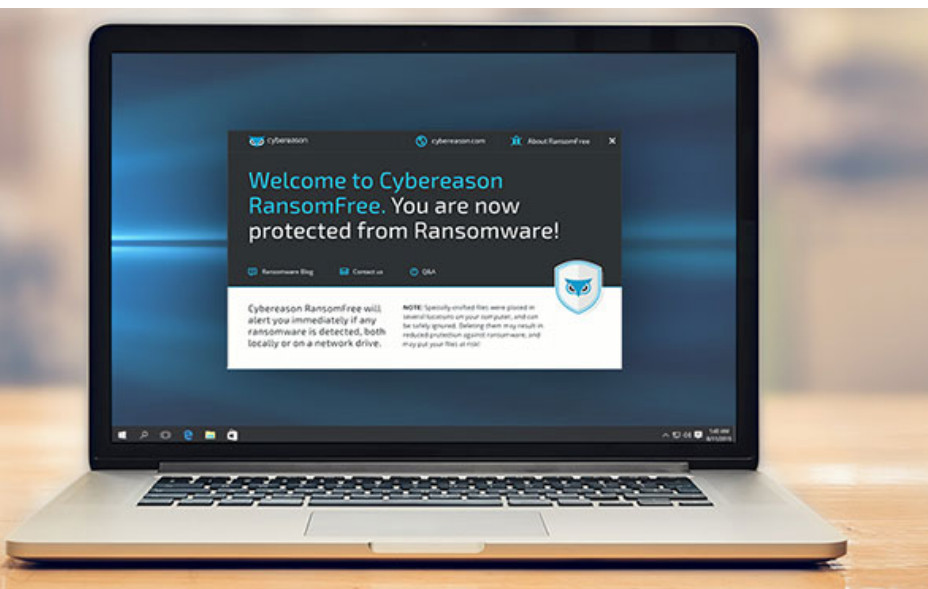 cybereason
cybereason.com
About RansomFree
Welcome to Cybereason
RansomFree. You are now
protected from Ransomware!
Ransomware Blog
Contact us
Q&A
Cybereason RansomFree will
alert you immediately if any
ransomware is detected, both
locally or on a network drive.
NOTE: Specially crafted files were placed in
several locations on your computer, and can
be safely ignored. Deleting them may result in
reduced protection against ransomware, and
may put your files at risk!
1:45 AM